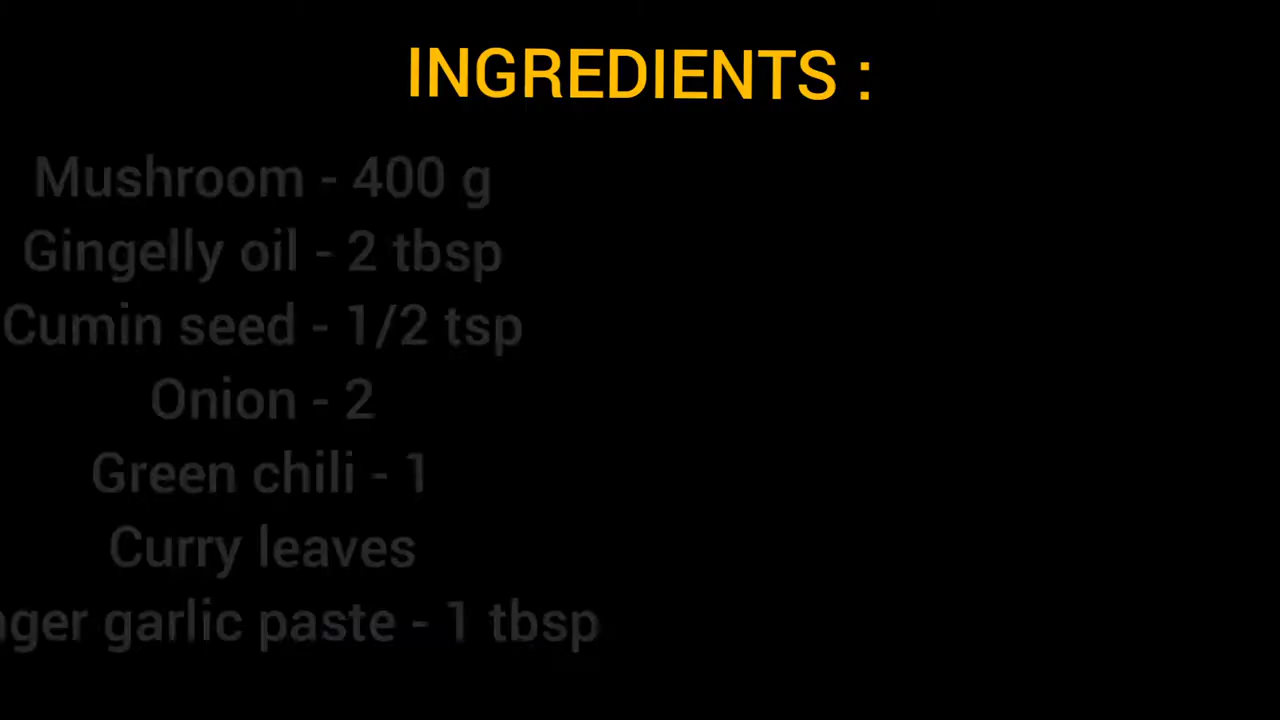 INGREDIENTS :
Mushroom - 400 g
Gingelly oil - 2 tbsp
Cumin seed - 1/2 tsp
Onion - 2
Green chili - 1
Curry leaves
nger garlic paste - 1 tbsp